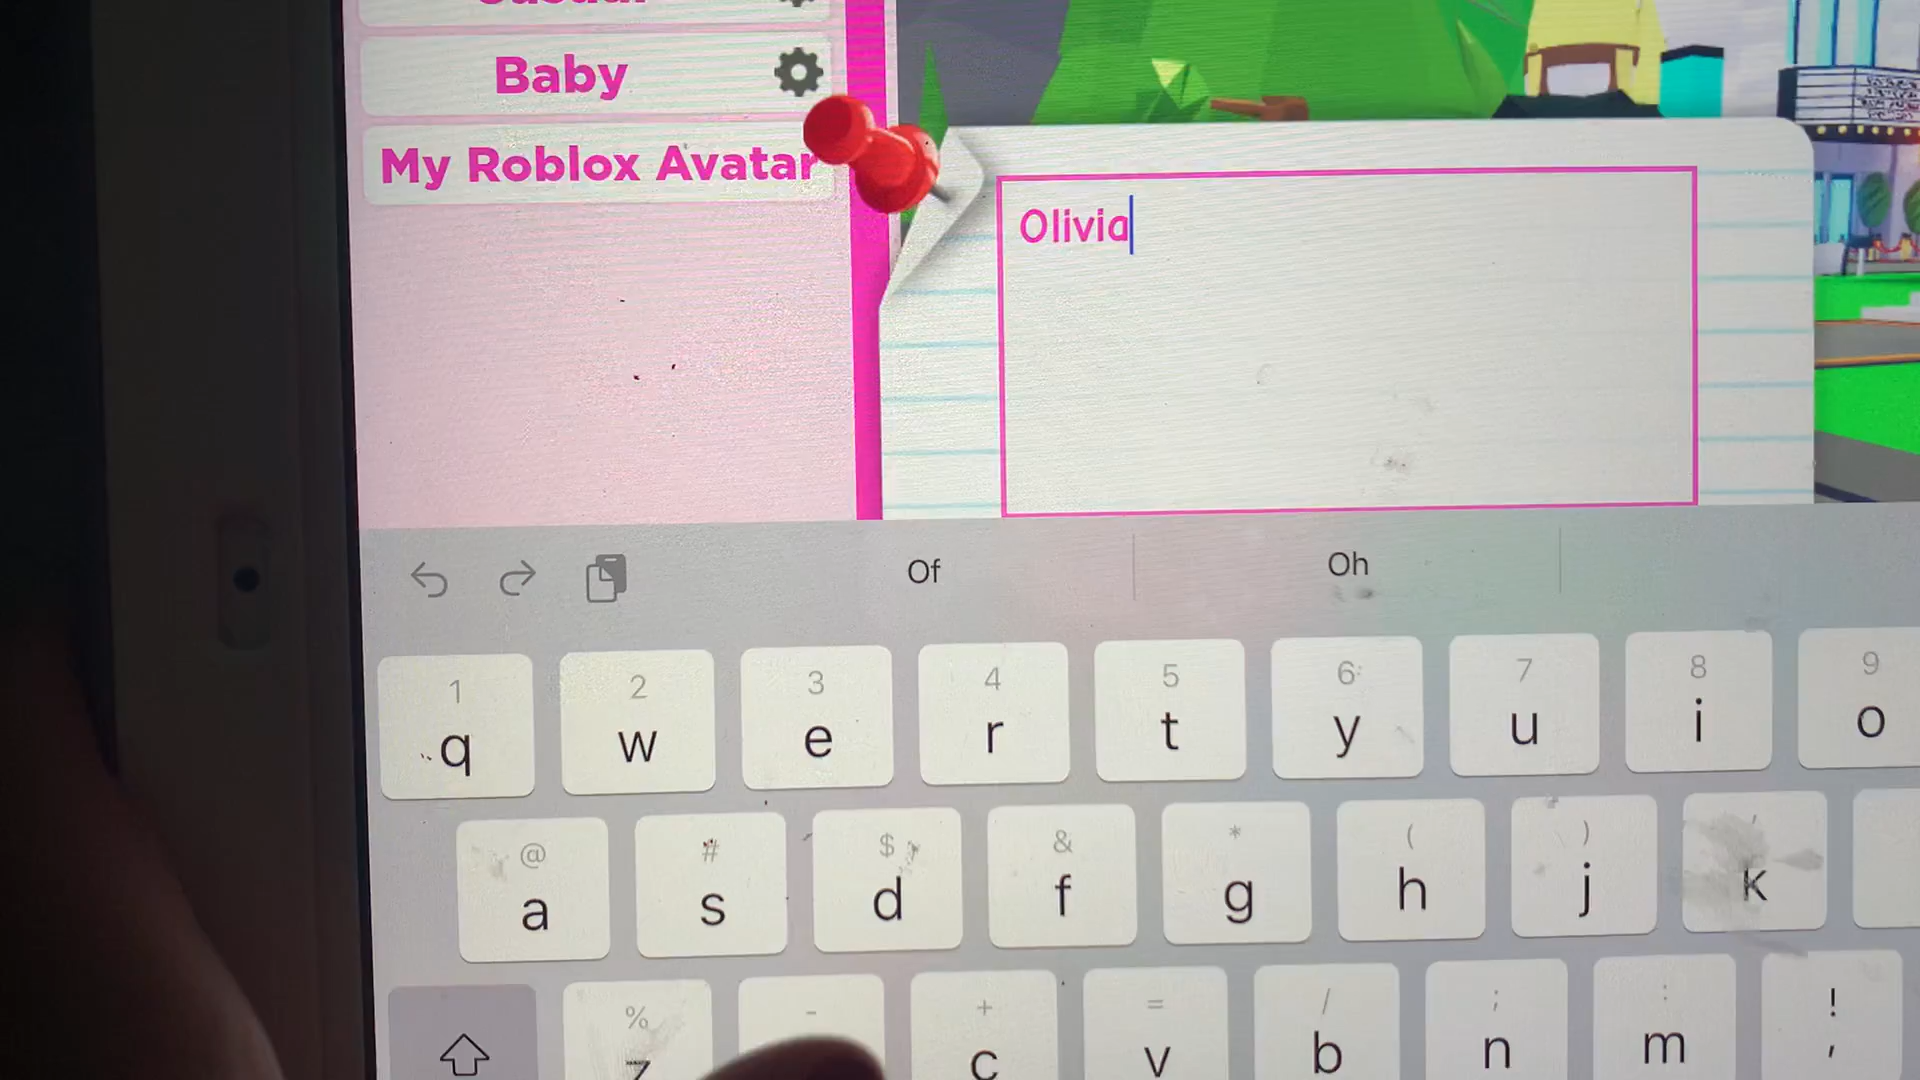 Baby
My Roblox Avatar
Olivia
Of Oh
1 2 3 4 5 6 7 8 9
q w e r t y u i o
@ # $ & * ( ) '
a s d f g h j k
% - + = / ; : !
z c v b n m ,